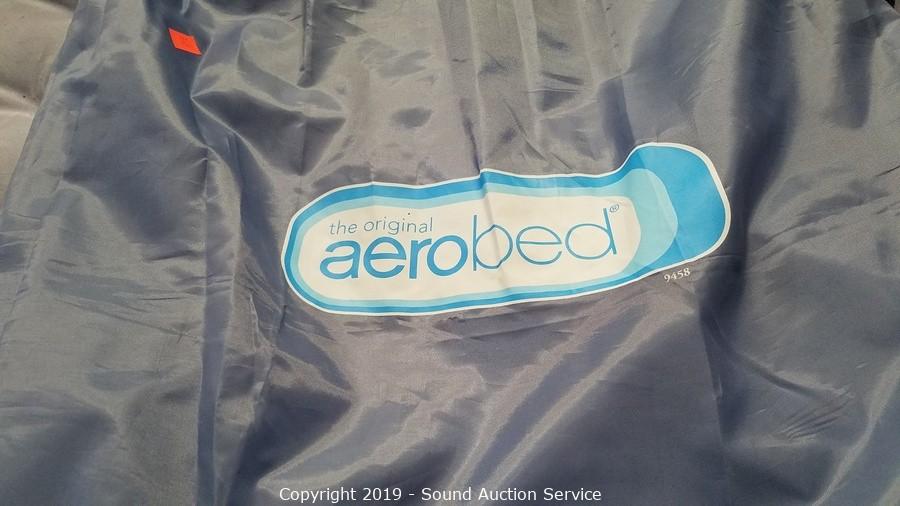 the original
aerobed®
9458
Copyright 2019 - Sound Auction Service